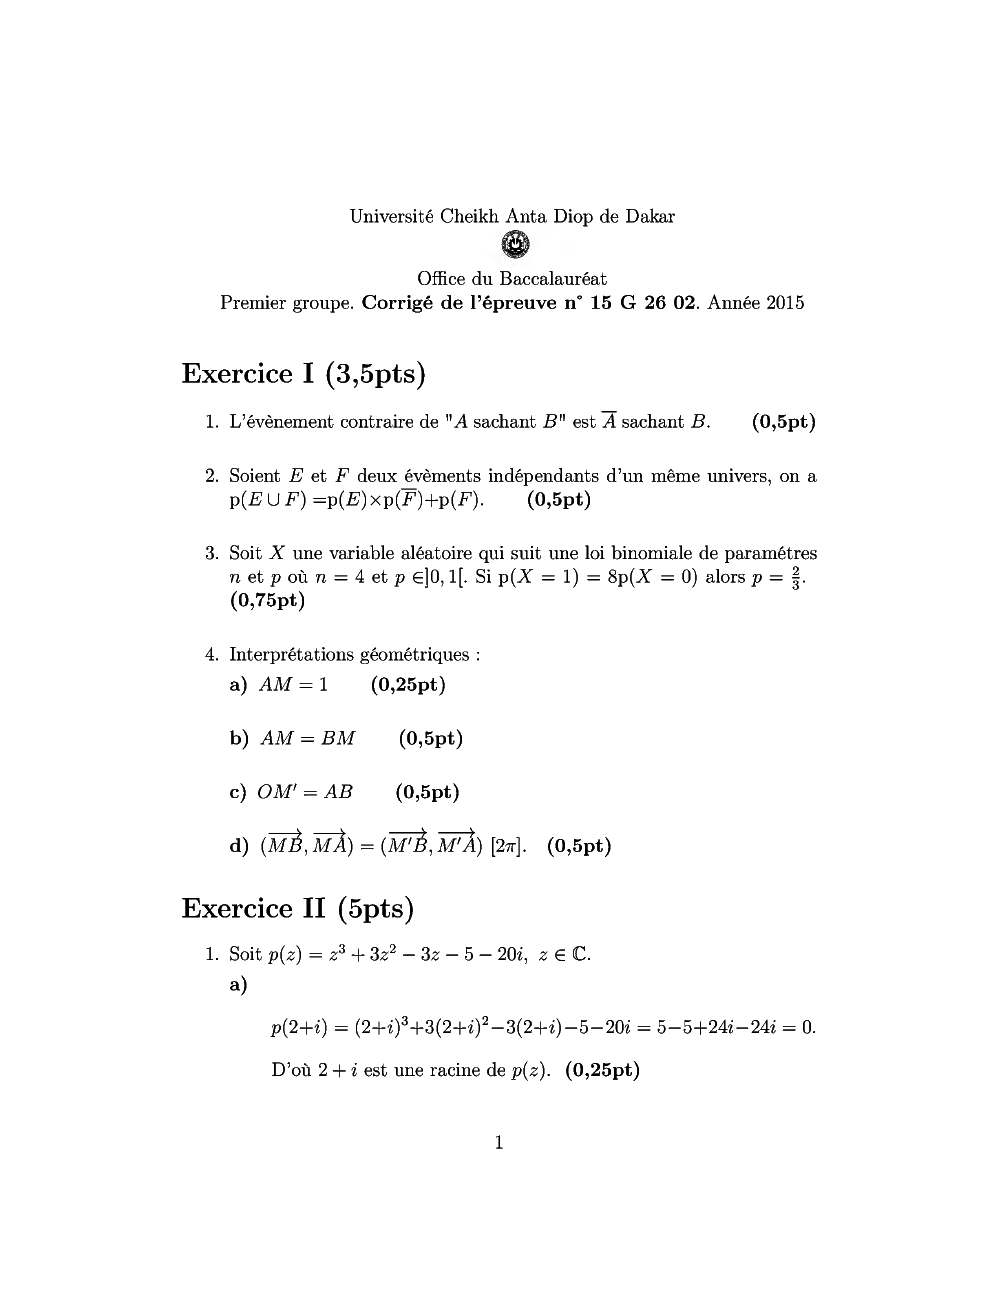 Université Cheikh Anta Diop de Dakar
Office du Baccalauréat
Premier groupe. Corrigé de l'épreuve n° 15 G 26 02. Année 2015
Exercice I (3,5pts)
1. L'évènement contraire de "A sachant B" est A̅ sachant B. (0,5pt)
2. Soient E et F deux évèments indépendants d'un même univers, on a
p(E ∪ F) =p(E)×p(F̅)+p(F). (0,5pt)
3. Soit X une variable aléatoire qui suit une loi binomiale de paramétres
n et p où n = 4 et p ∈]0, 1[. Si p(X = 1) = 8p(X = 0) alors p = 2/3.
(0,75pt)
4. Interprétations géométriques :
a) AM = 1 (0,25pt)
b) AM = BM (0,5pt)
c) OM′ = AB (0,5pt)
d) (\overrightarrow{MB}, \overrightarrow{MA}) = (\overrightarrow{M′B}, \overrightarrow{M′A}) [2π]. (0,5pt)
Exercice II (5pts)
1. Soit p(z) = z³ + 3z² − 3z − 5 − 20i, z ∈ ℂ.
a)
p(2+i) = (2+i)³+3(2+i)²−3(2+i)−5−20i = 5−5+24i−24i = 0.
D'où 2 + i est une racine de p(z). (0,25pt)
1